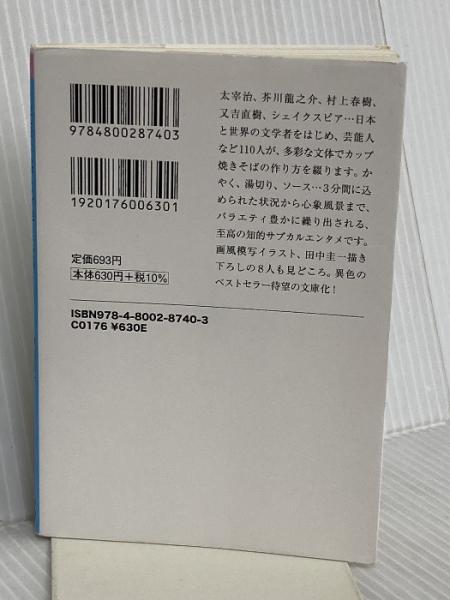 太宰治、芥川龍之介、村上春樹、
又吉直樹、シェイクスピア…日本
と世界の文学者をはじめ、芸能人
など110人が、多彩な文体でカップ
焼きそばの作り方を綴ります。か
やく、湯切り、ソース…3分間に込
められた状況から心象風景まで、
バラエティ豊かに繰り出される、
至高の知的サブカルエンタメです。
画風模写イラスト、田中圭一描き
下ろしの8人も見どころ。異色の
ベストセラー待望の文庫化!
9784800287403
1920176006301
定価693円
本体630円+税10%
ISBN978-4-8002-8740-3
C0176 ¥630E